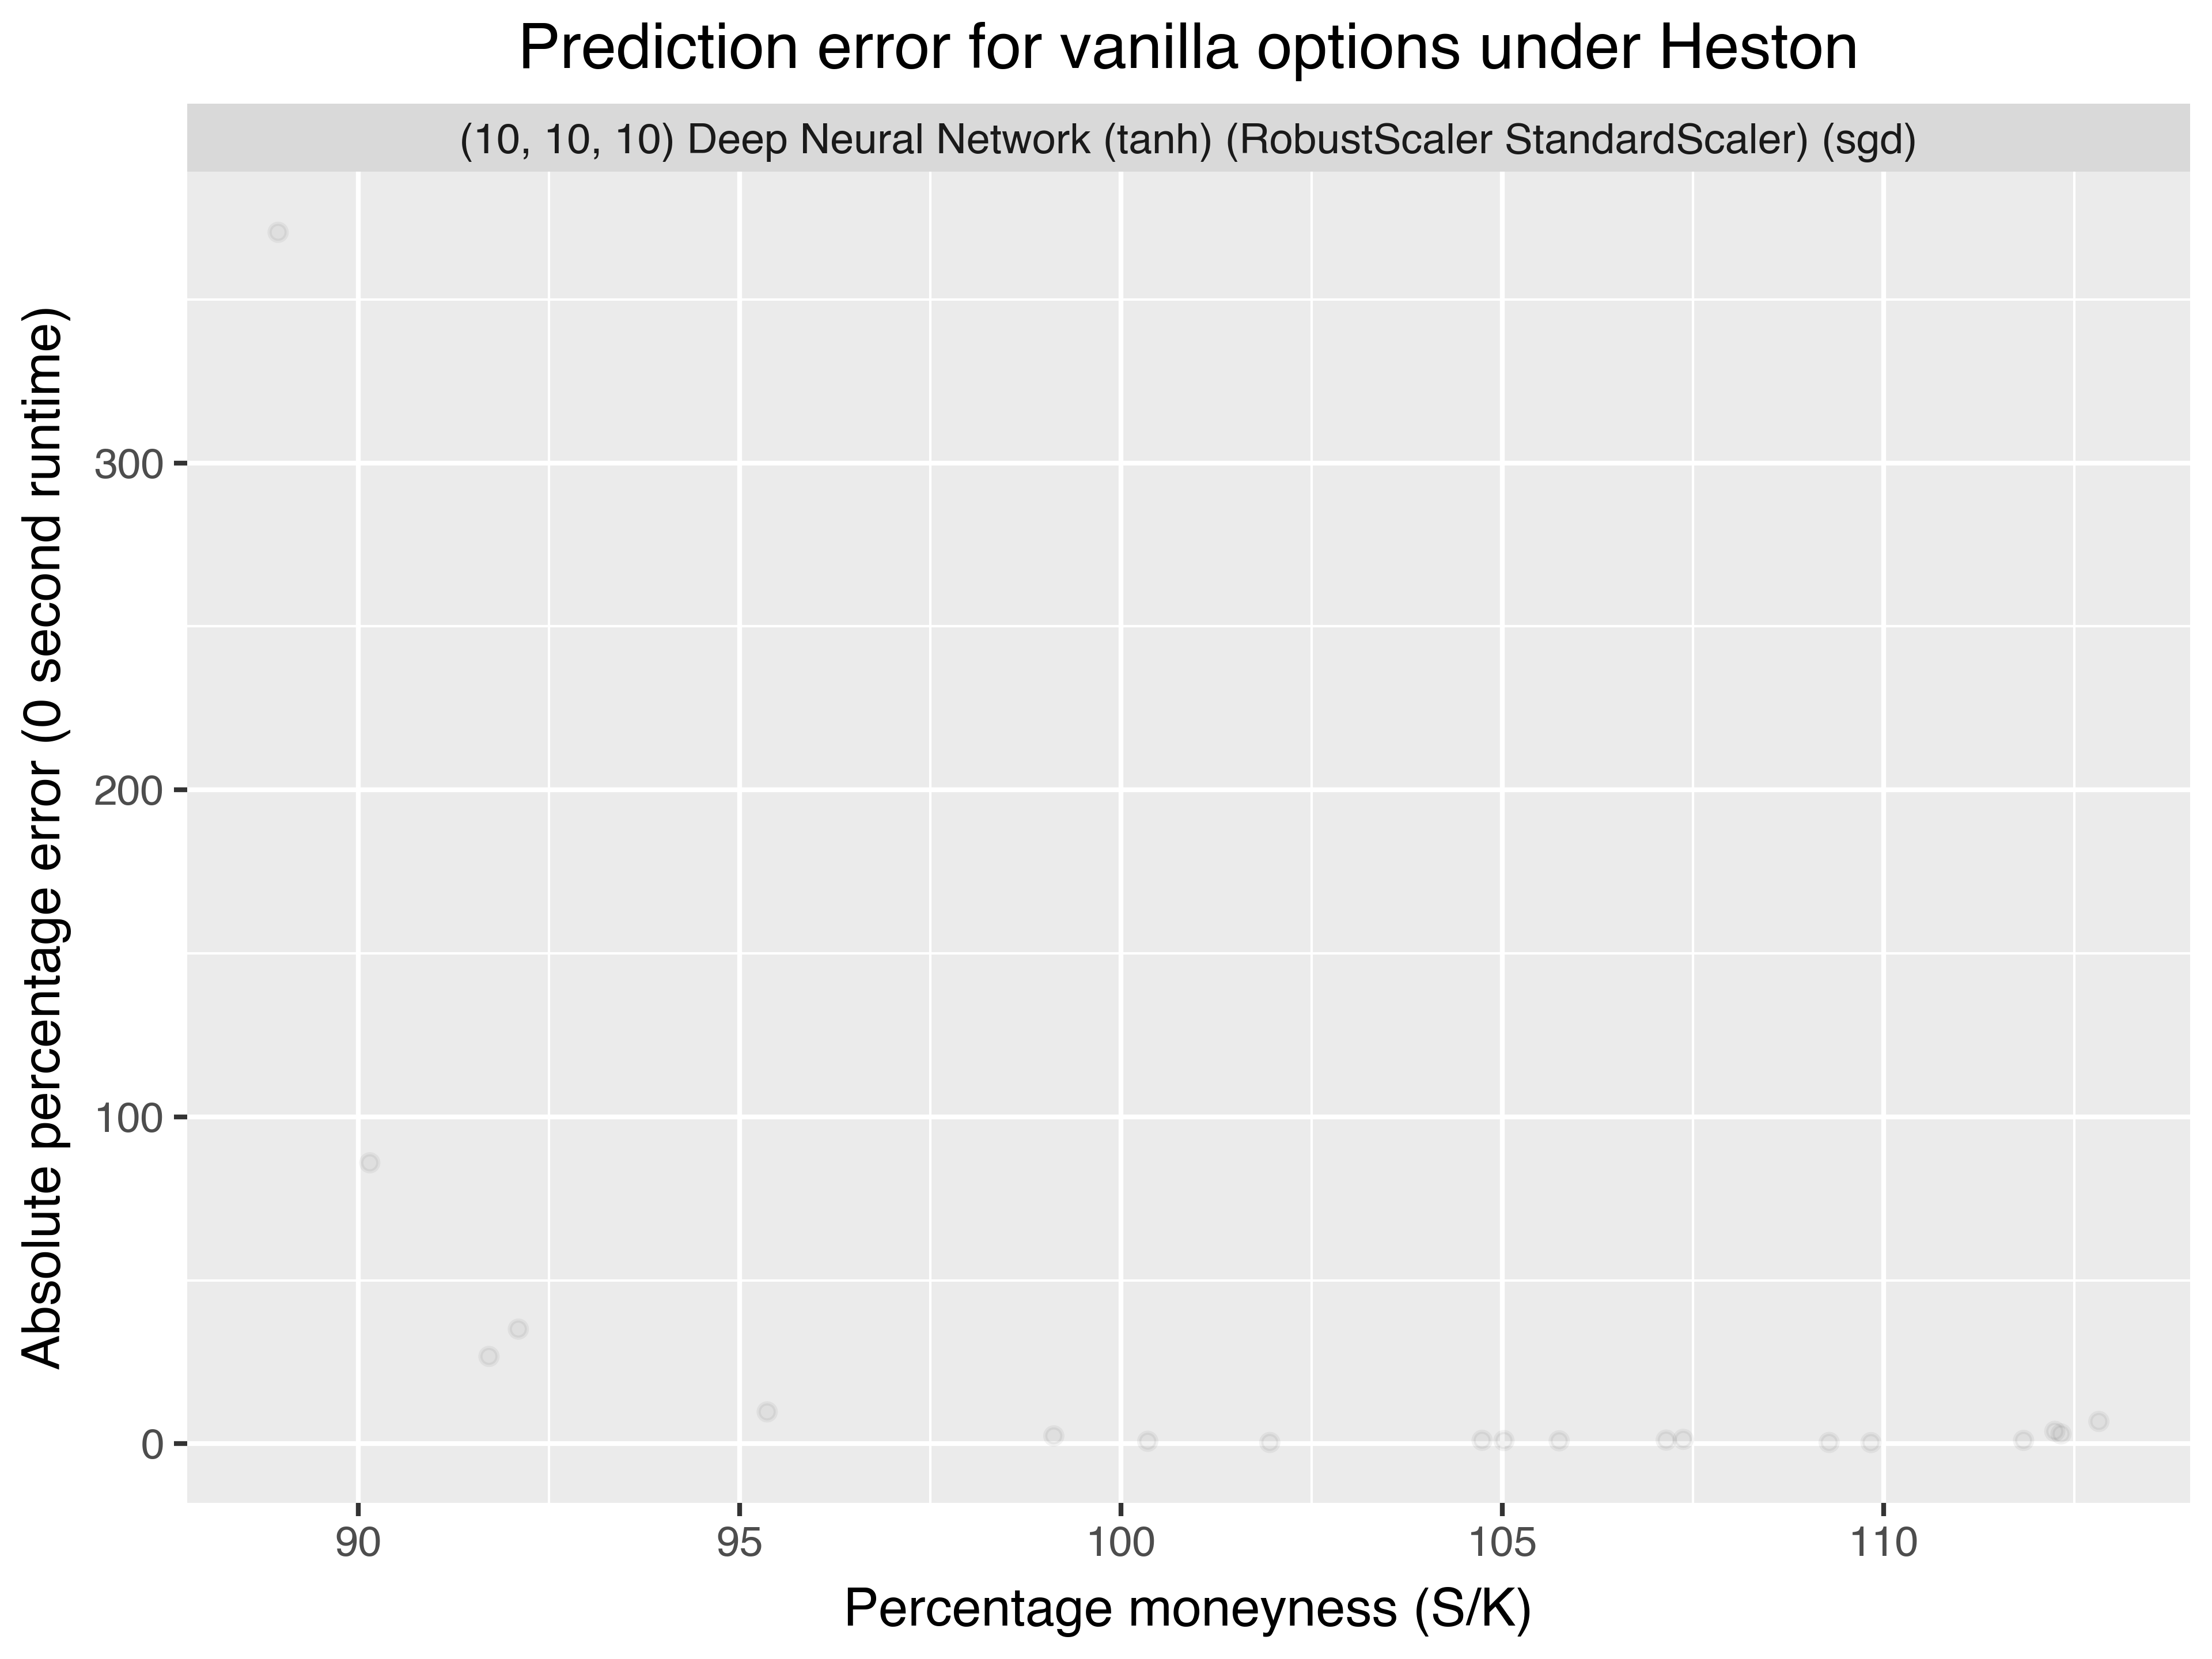 Prediction error for vanilla options under Heston
(10, 10, 10) Deep Neural Network (tanh) (RobustScaler StandardScaler) (sgd)
Absolute percentage error (0 second runtime)
300
200
100
0
90
95
100
105
110
Percentage moneyness (S/K)